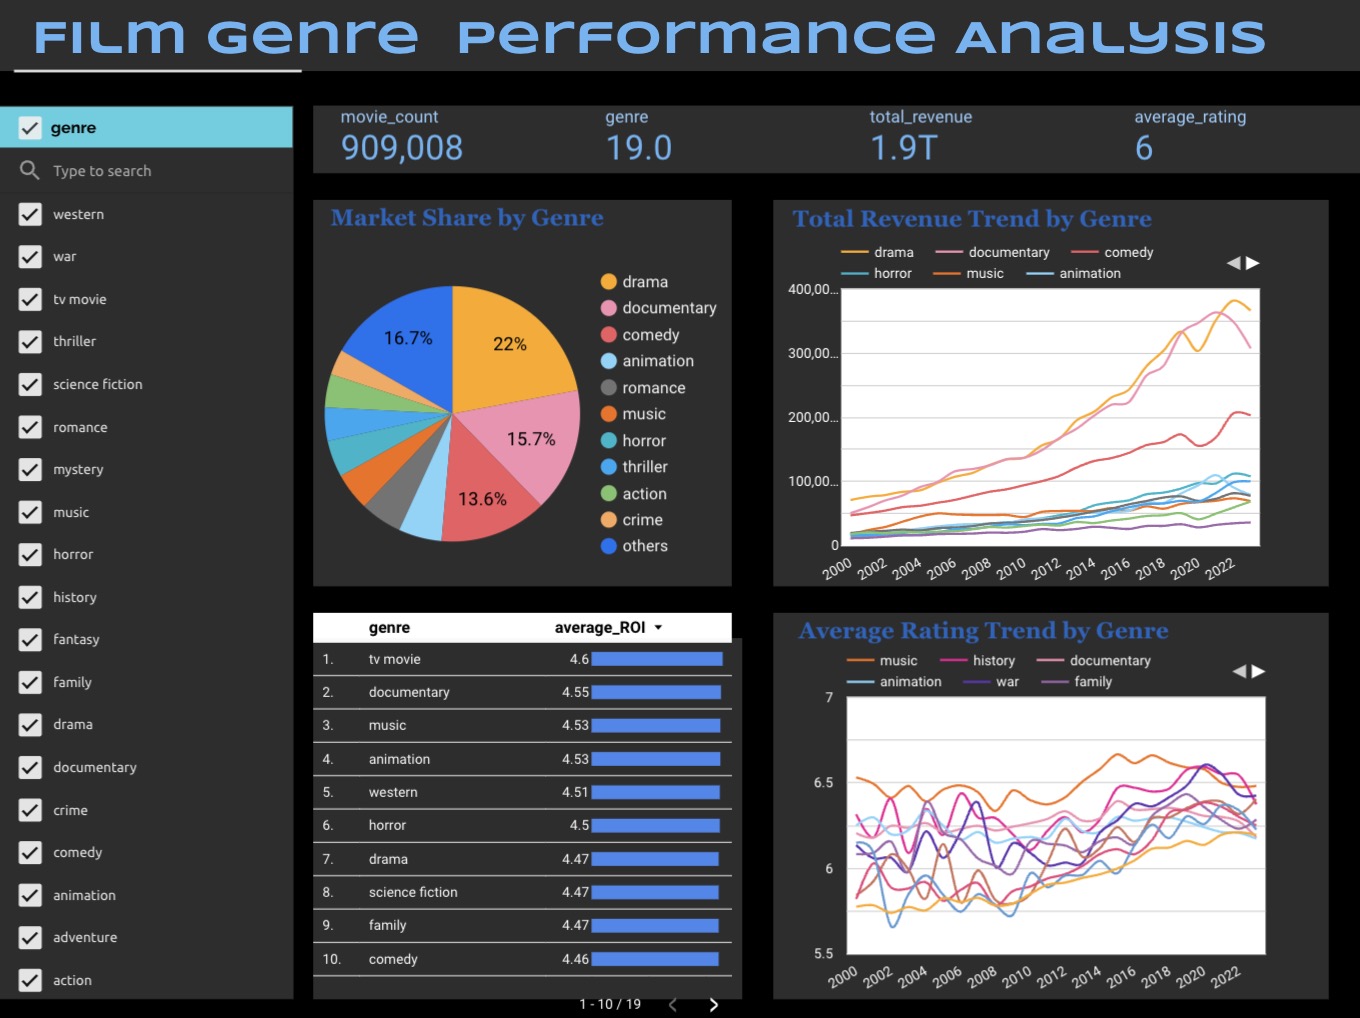 Film Genre Performance Analysis
genre
Type to search
western
war
tv movie
thriller
science fiction
romance
mystery
music
horror
history
fantasy
family
drama
documentary
crime
comedy
animation
adventure
action
movie_count genre total_revenue average_rating
909,008 19.0 1.9T 6
Market Share by Genre
16.7% 22%
15.7%
13.6%
drama
documentary
comedy
animation
romance
music
horror
thriller
action
crime
others
Total Revenue Trend by Genre
drama documentary comedy
horror music animation
400,00...
300,00...
200,00...
100,00...
0
2000 2002 2004 2006 2008 2010 2012 2014 2016 2018 2020 2022
genre average_ROI
1. tv movie 4.6
2. documentary 4.55
3. music 4.53
4. animation 4.53
5. western 4.51
6. horror 4.5
7. drama 4.47
8. science fiction 4.47
9. family 4.47
10. comedy 4.46
1 - 10 / 19
Average Rating Trend by Genre
music history documentary
animation war family
7
6.5
6
5.5
2000 2002 2004 2006 2008 2010 2012 2014 2016 2018 2020 2022